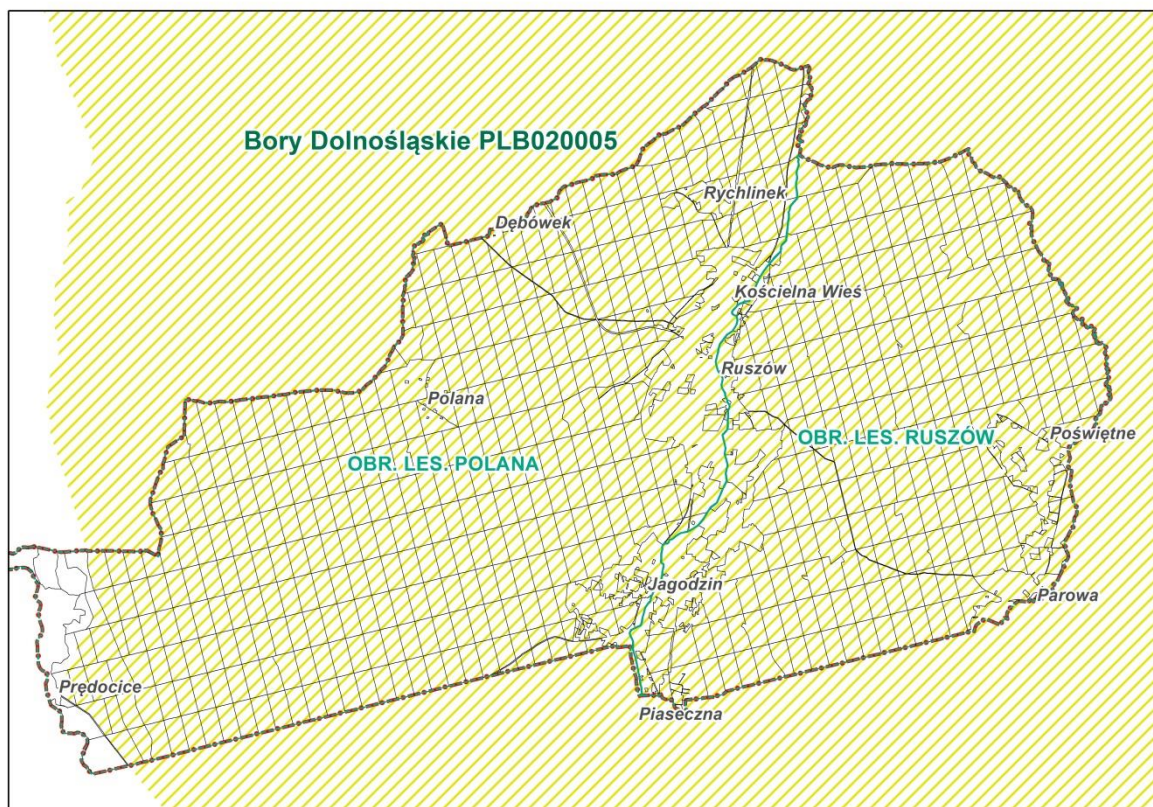 Bory Dolnośląskie PLB020005
Rychlinek
Dębówek
Kościelna Wieś
Ruszów
Polana
OBR. LES. RUSZÓW
Poświętne
OBR. LES. POLANA
Jagodzin
Parowa
Prędocice
Piaseczna